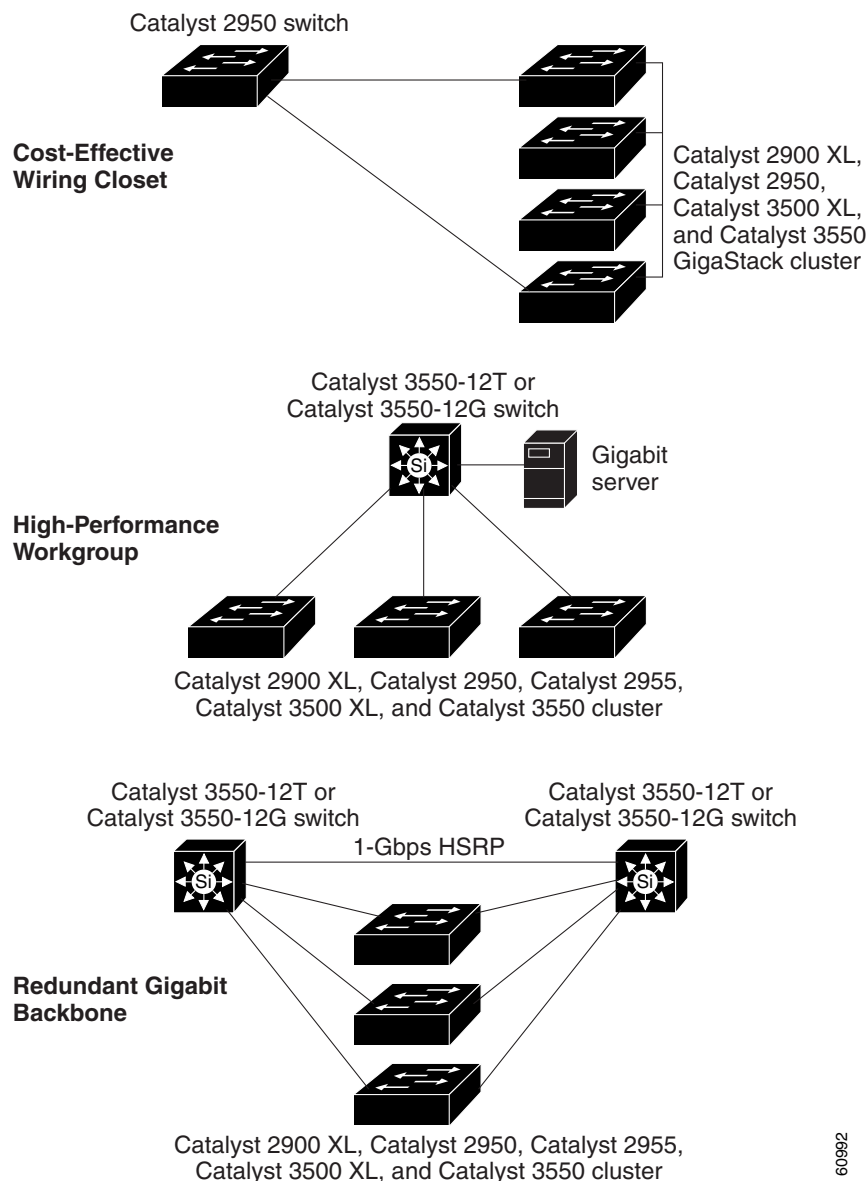 Catalyst 2950 switch
Cost-Effective
Wiring Closet
Catalyst 2900 XL,
Catalyst 2950,
Catalyst 3500 XL,
and Catalyst 3550
GigaStack cluster
Catalyst 3550-12T or
Catalyst 3550-12G switch
Si
Gigabit
server
High-Performance
Workgroup
Catalyst 2900 XL, Catalyst 2950, Catalyst 2955,
Catalyst 3500 XL, and Catalyst 3550 cluster
Catalyst 3550-12T or
Catalyst 3550-12G switch
Catalyst 3550-12T or
Catalyst 3550-12G switch
1-Gbps HSRP
Si
Si
Redundant Gigabit
Backbone
Catalyst 2900 XL, Catalyst 2950, Catalyst 2955,
Catalyst 3500 XL, and Catalyst 3550 cluster
60992